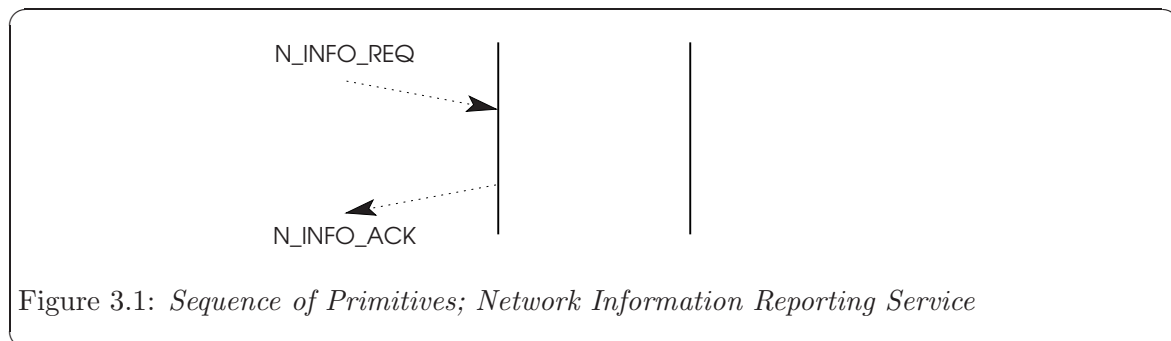 N_INFO_REQ
N_INFO_ACK
Figure 3.1: Sequence of Primitives; Network Information Reporting Service